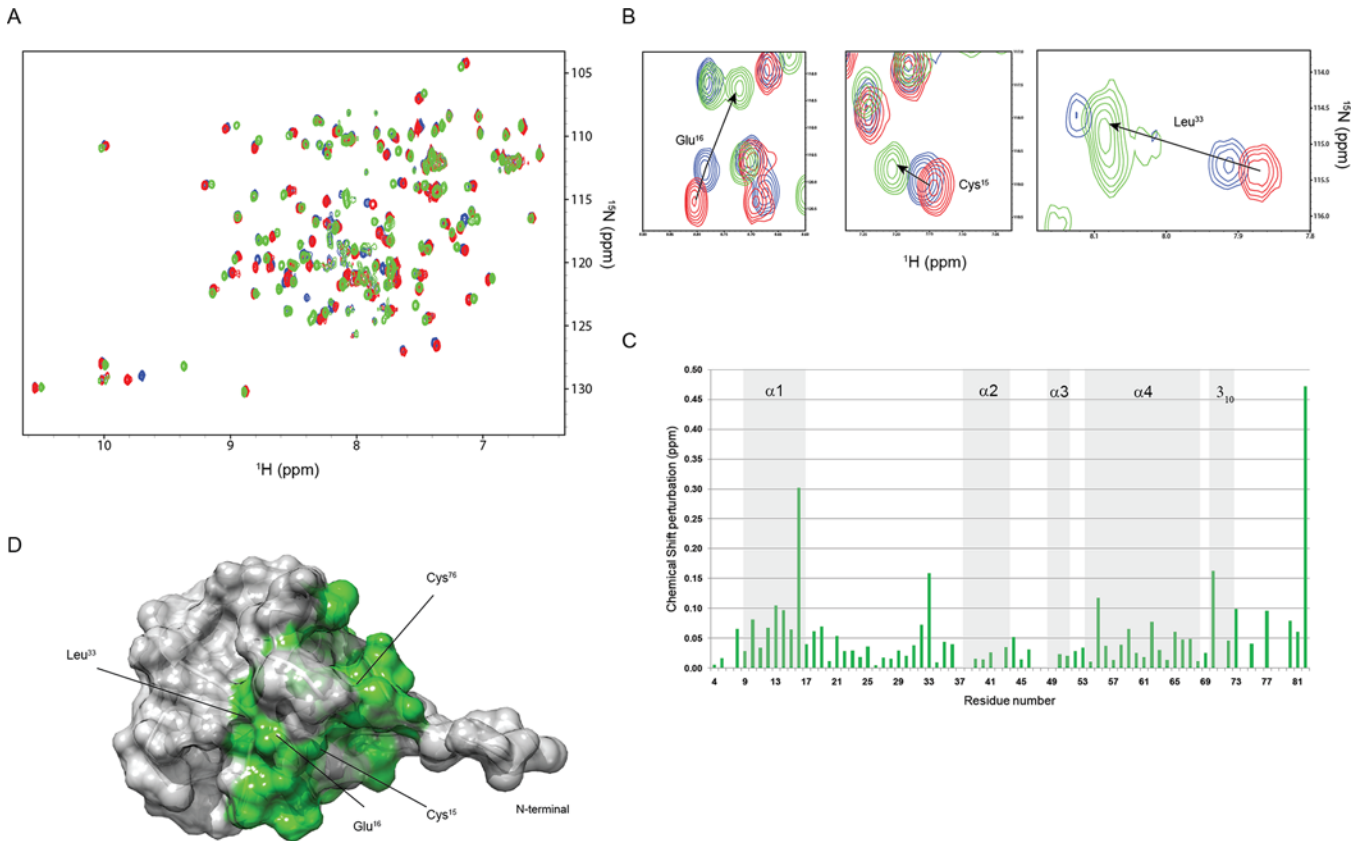 A
105
110
115
120
125
130
¹⁵N (ppm)
10
9
8
7
¹H (ppm)
B
Glu¹⁶
Cys¹⁵
Leu³³
114.0
114.5
115.0
115.5
116.0
¹⁵N (ppm)
8.1
8.0
7.9
7.8
¹H (ppm)
C
0.50
0.45
0.40
0.35
0.30
0.25
0.20
0.15
0.10
0.05
0.00
Chemical Shift perturbation (ppm)
α1
α2
α3
α4
3₁₀
4 9 13 17 21 25 29 33 37 41 45 49 53 57 61 65 69 73 77 81
Residue number
D
Cys⁷⁶
Leu³³
Glu¹⁶
Cys¹⁵
N-terminal